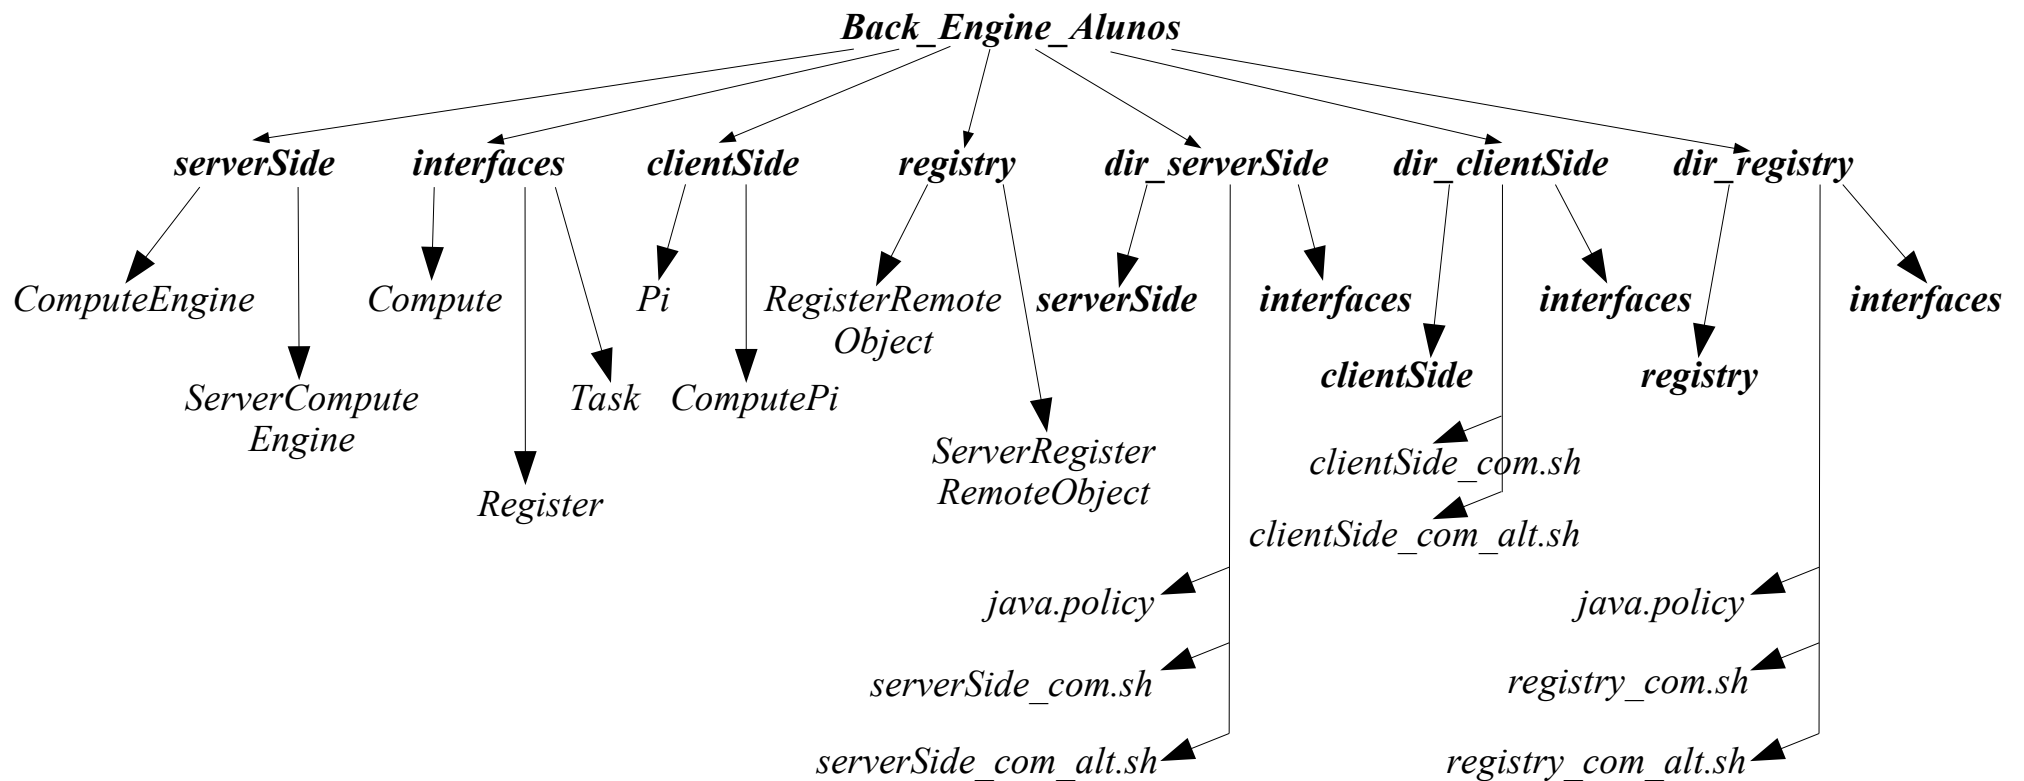 Back_Engine_Alunos
serverSide
interfaces
clientSide
registry
dir_serverSide
dir_clientSide
dir_registry
ComputeEngine
Compute
Pi
RegisterRemote
Object
serverSide
interfaces
interfaces
interfaces
clientSide
registry
ServerCompute
Engine
Task
ComputePi
Register
ServerRegister
RemoteObject
clientSide_com.sh
clientSide_com_alt.sh
java.policy
java.policy
serverSide_com.sh
registry_com.sh
serverSide_com_alt.sh
registry_com_alt.sh